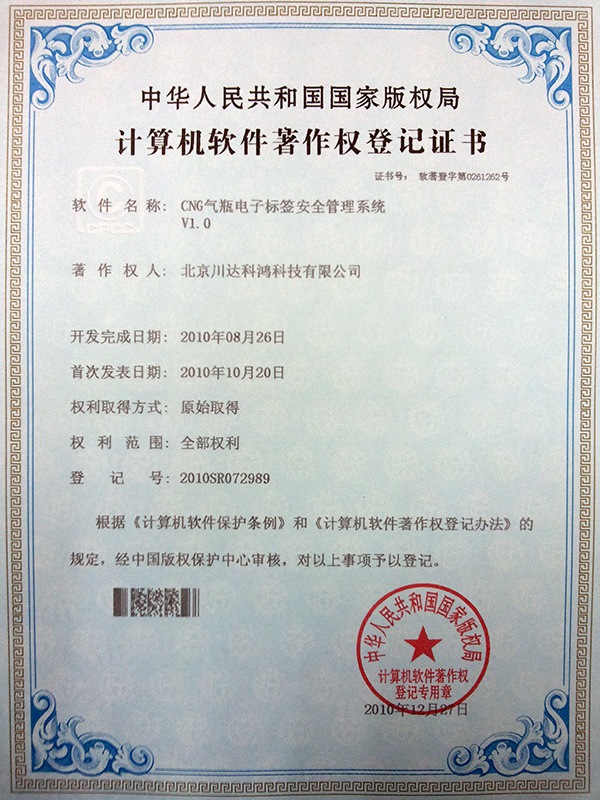 中华人民共和国国家版权局
计算机软件著作权登记证书
证书号： 软著登字第0261262号
CPCC
软 件 名 称： CNG气瓶电子标签安全管理系统
V1.0
著 作 权 人： 北京川达科鸿科技有限公司
开发完成日期： 2010年08月26日
首次发表日期： 2010年10月20日
权利取得方式： 原始取得
权 利 范 围： 全部权利
登 记 号： 2010SR072989
根据《计算机软件保护条例》和《计算机软件著作权登记办法》的
规定，经中国版权保护中心审核，对以上事项予以登记。
中华人民共和国国家版权局
计算机软件著作权
登记专用章
2010年12月27日